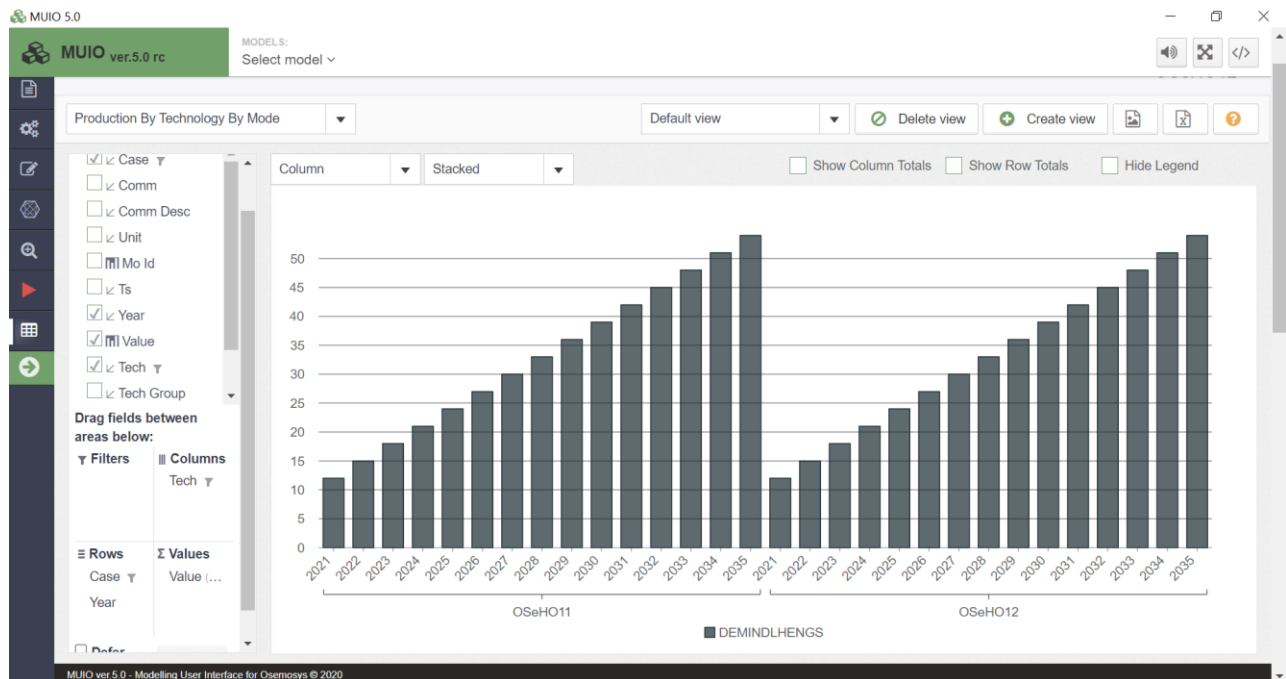 MUIO 5.0
MUIO ver.5.0 rc
MODELS:
Select model
Production By Technology By Mode
Default view
Delete view
Create view
Case
Comm
Comm Desc
Unit
Mo Id
Ts
Year
Value
Tech
Tech Group
Drag fields between
areas below:
Filters
Columns
Tech
Rows
Values
Case
Value (...
Year
Column
Stacked
Show Column Totals
Show Row Totals
Hide Legend
50
45
40
35
30
25
20
15
10
5
0
2021 2022 2023 2024 2025 2026 2027 2028 2029 2030 2031 2032 2033 2034 2035 2021 2022 2023 2024 2025 2026 2027 2028 2029 2030 2031 2032 2033 2034 2035
OSeHO11 OSeHO12
DEMINDLHENGS
MUIO ver.5.0 - Modelling User Interface for Osemosys © 2020